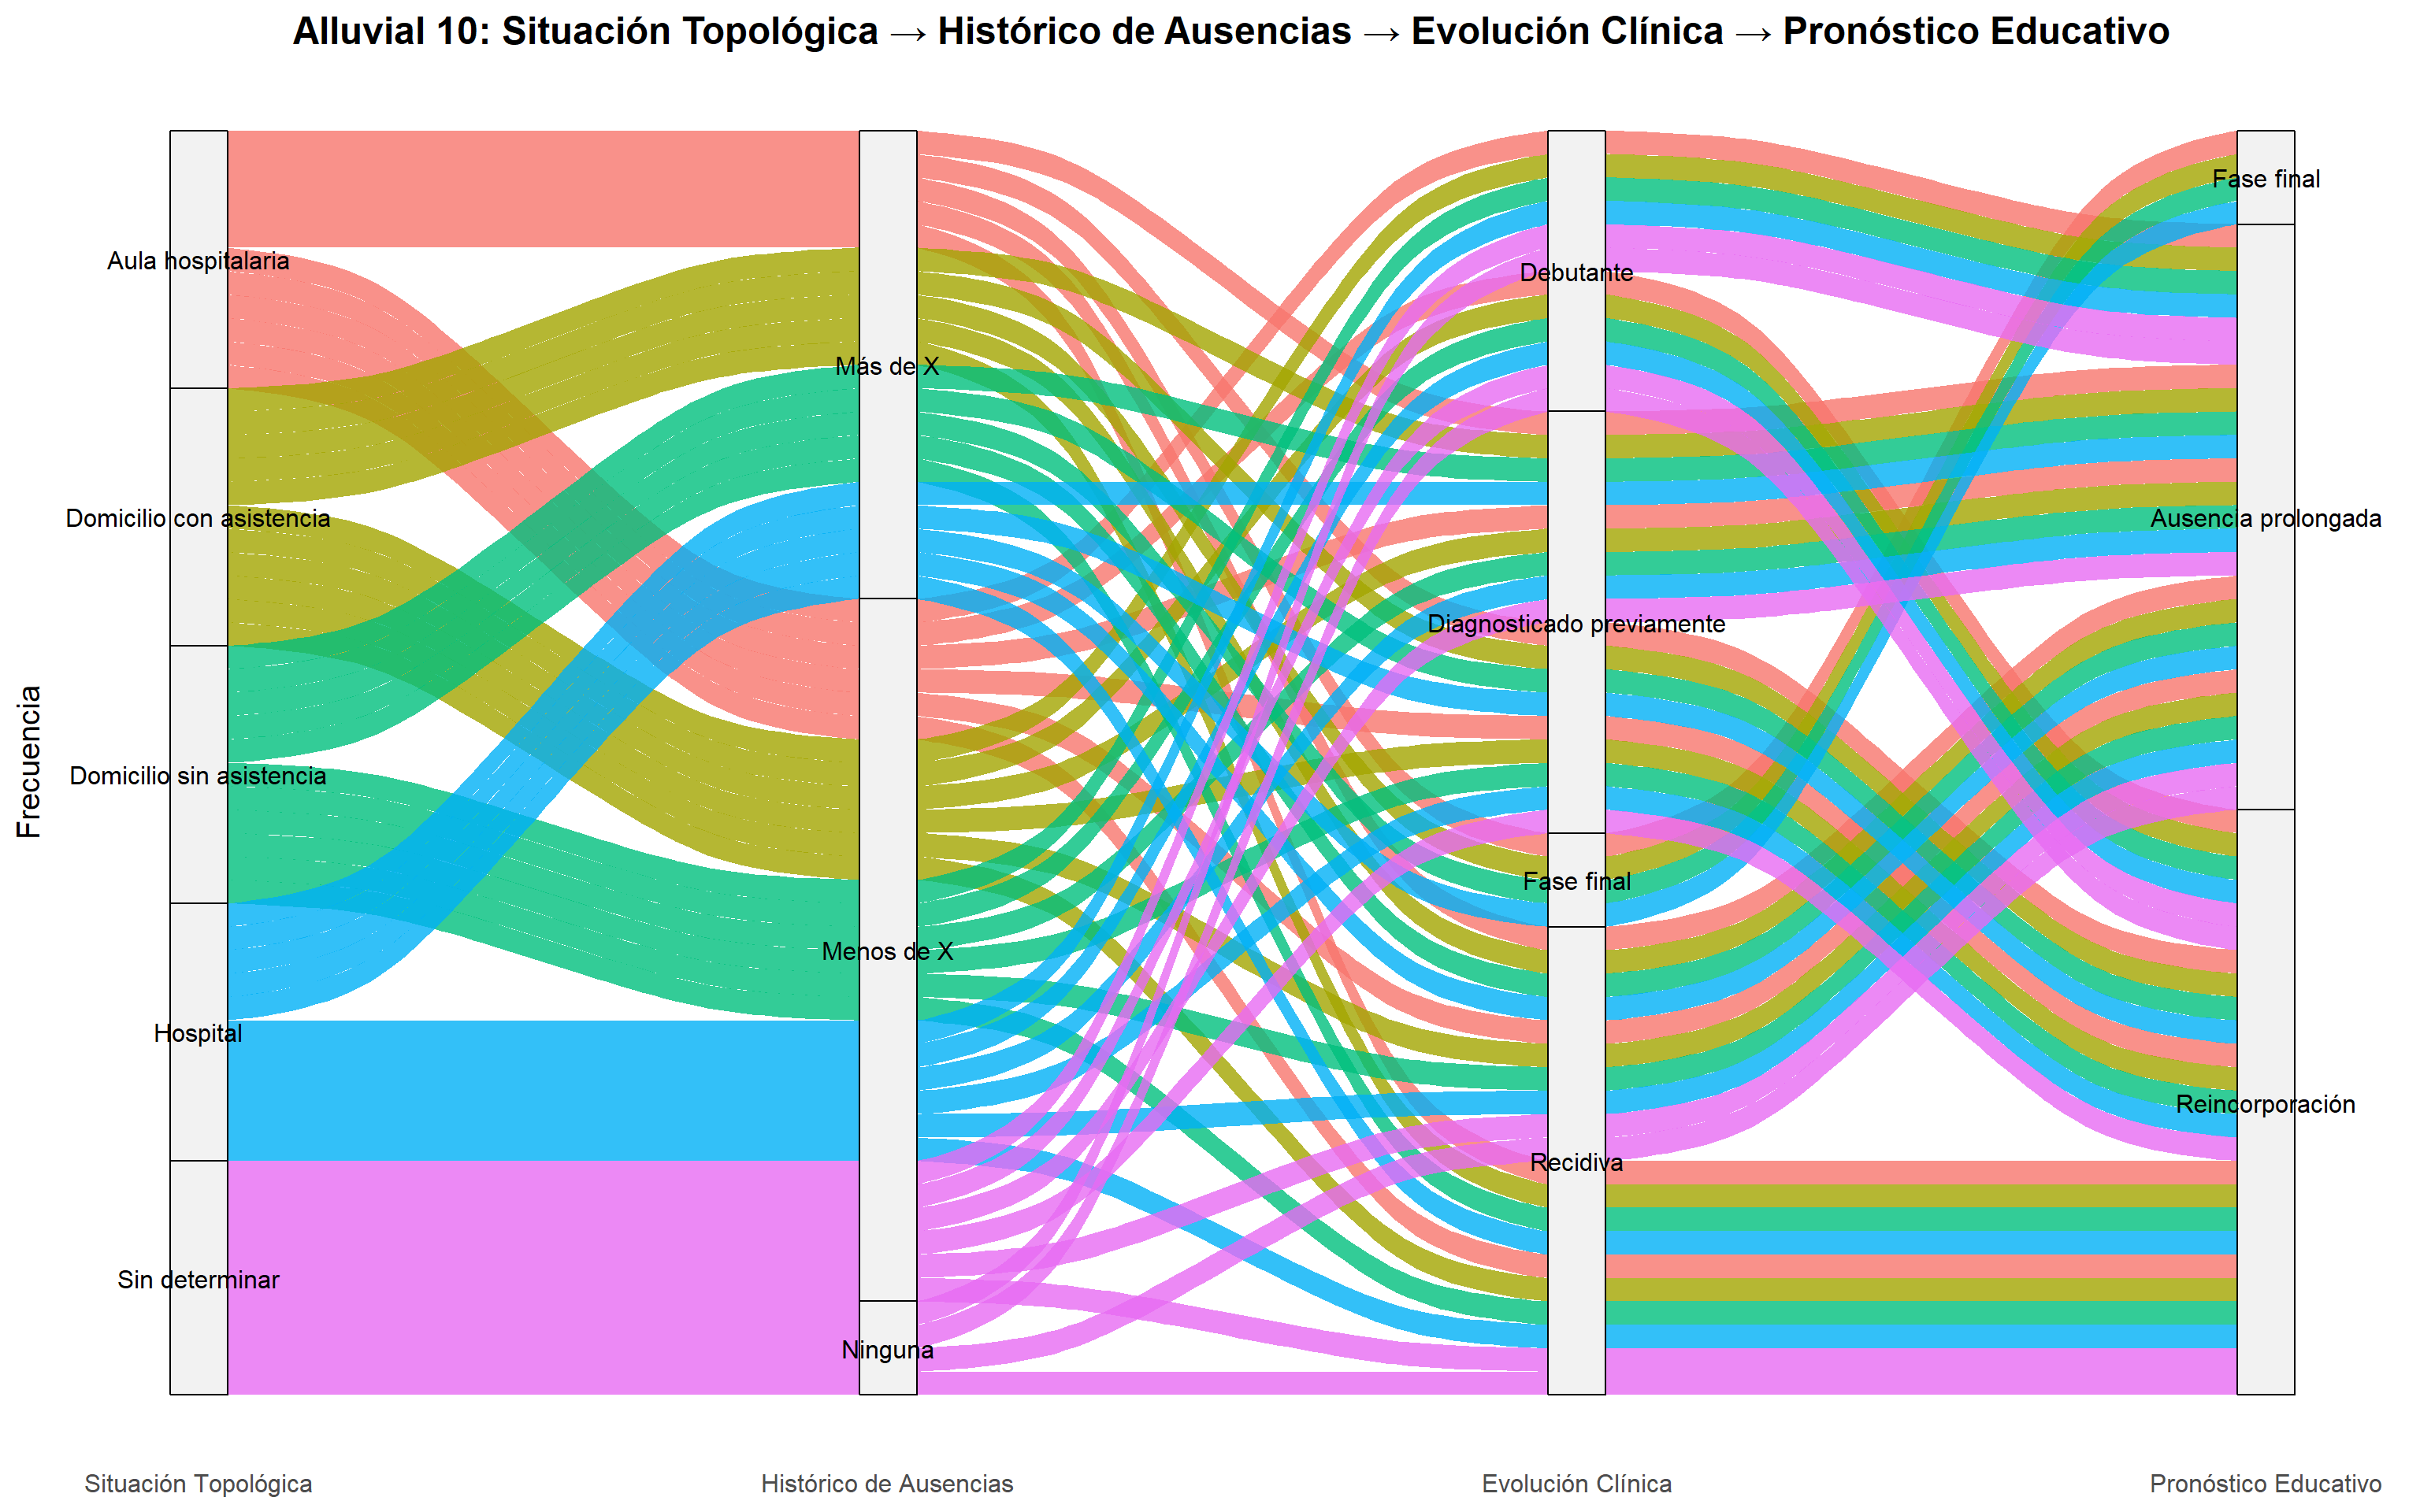 Alluvial 10: Situación Topológica → Histórico de Ausencias → Evolución Clínica → Pronóstico Educativo
Frecuencia
Aula hospitalaria
Domicilio con asistencia
Domicilio sin asistencia
Hospital
Sin determinar
Más de X
Menos de X
Ninguna
Debutante
Diagnosticado previamente
Fase final
Recidiva
Fase final
Ausencia prolongada
Reincorporación
Situación Topológica
Histórico de Ausencias
Evolución Clínica
Pronóstico Educativo